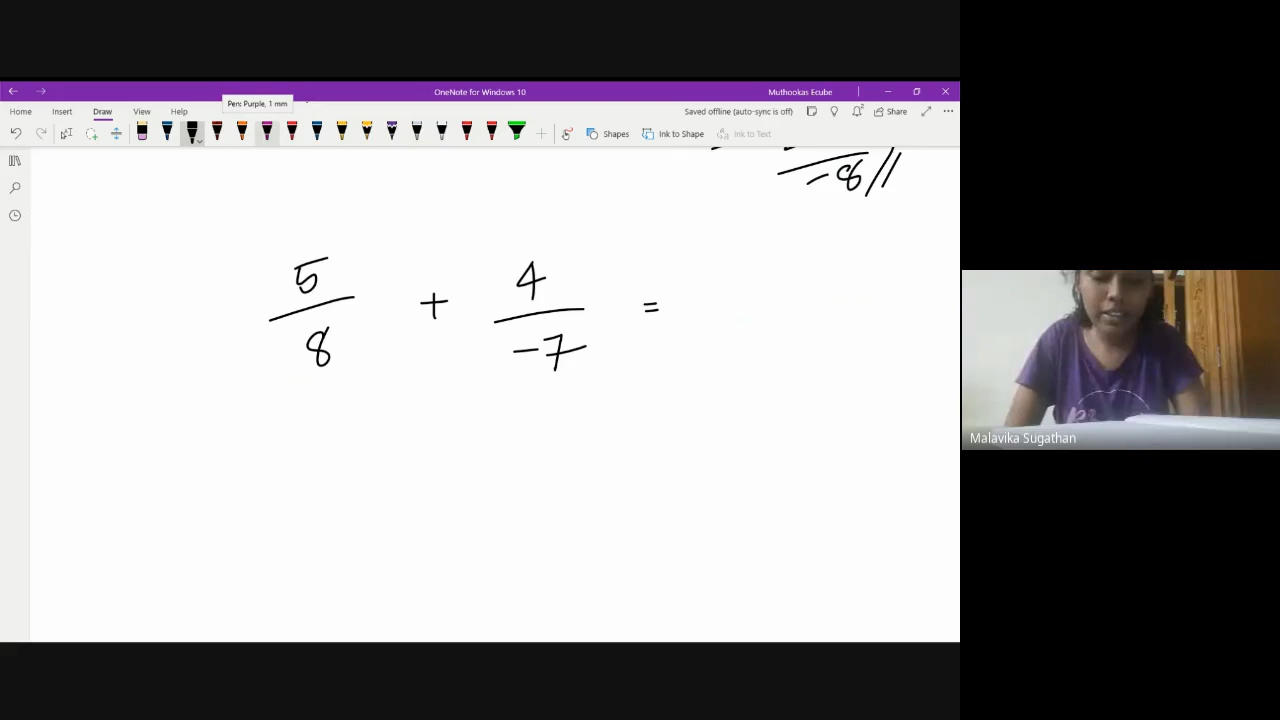 OneNote for Windows 10
Muthookas Ecube
Home Insert Draw View Help
Pen: Purple, 1 mm
Saved offline (auto-sync is off)
Share
Shapes
Ink to Shape
Ink to Text
= 8 //
5/8 + 4/-7 =
Malavika Sugathan